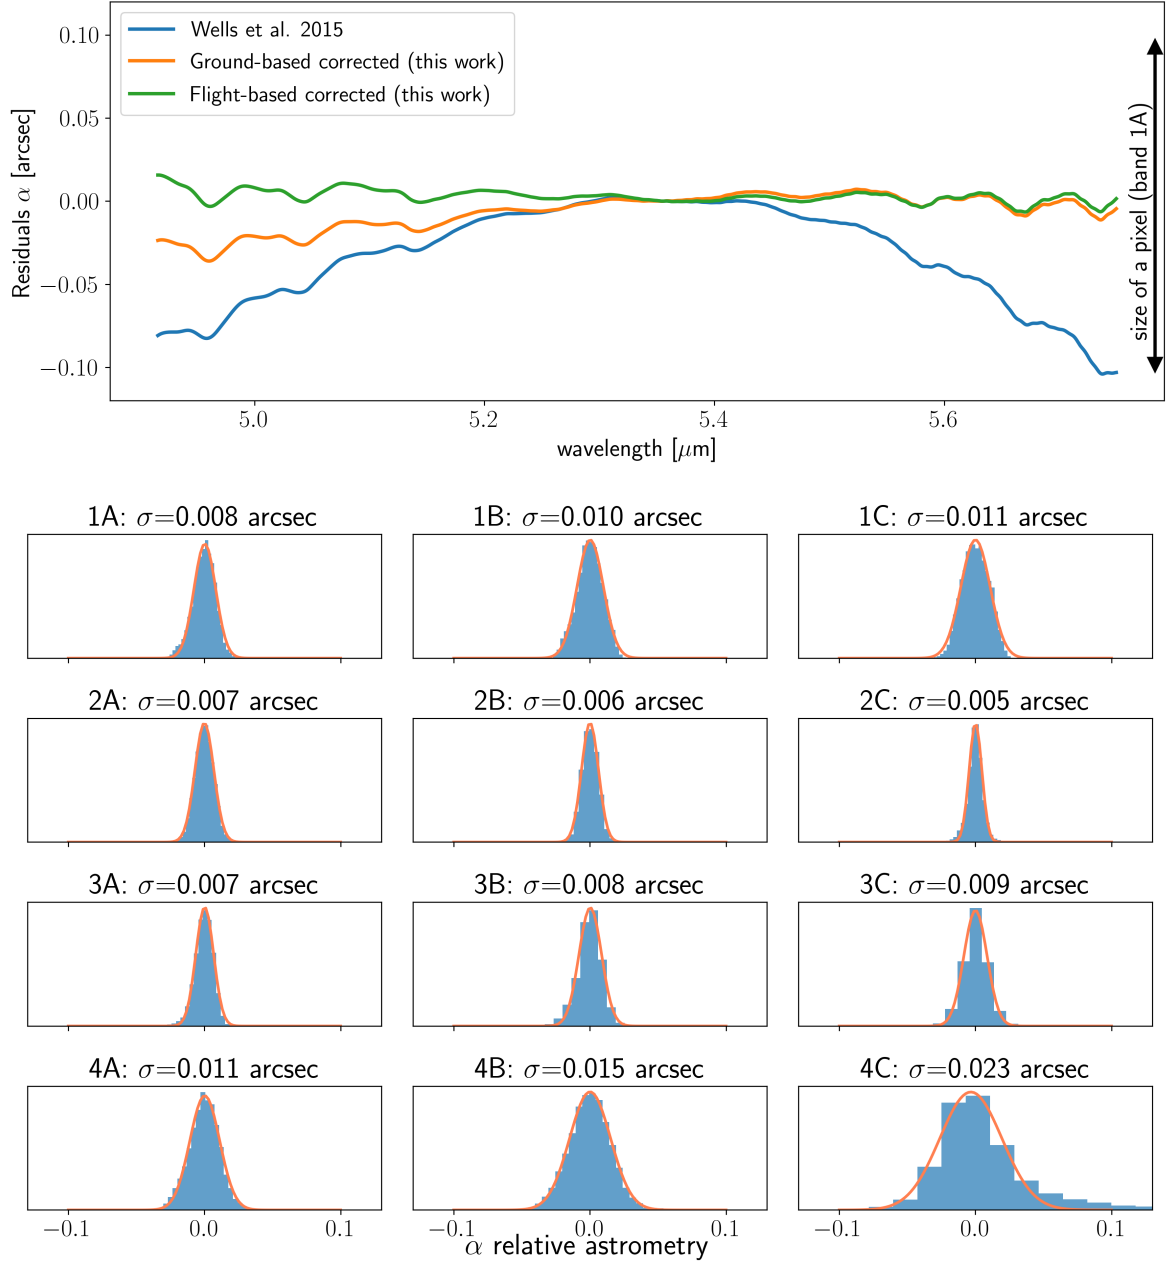 Wells et al. 2015
Ground-based corrected (this work)
Flight-based corrected (this work)
Residuals α [arcsec]
0.10
0.05
0.00
−0.05
−0.10
size of a pixel (band 1A)
5.0 5.2 5.4 5.6
wavelength [μm]
1A: σ=0.008 arcsec
1B: σ=0.010 arcsec
1C: σ=0.011 arcsec
2A: σ=0.007 arcsec
2B: σ=0.006 arcsec
2C: σ=0.005 arcsec
3A: σ=0.007 arcsec
3B: σ=0.008 arcsec
3C: σ=0.009 arcsec
4A: σ=0.011 arcsec
4B: σ=0.015 arcsec
4C: σ=0.023 arcsec
−0.1 0.0 0.1
−0.1 0.0 0.1
−0.1 0.0 0.1
α relative astrometry